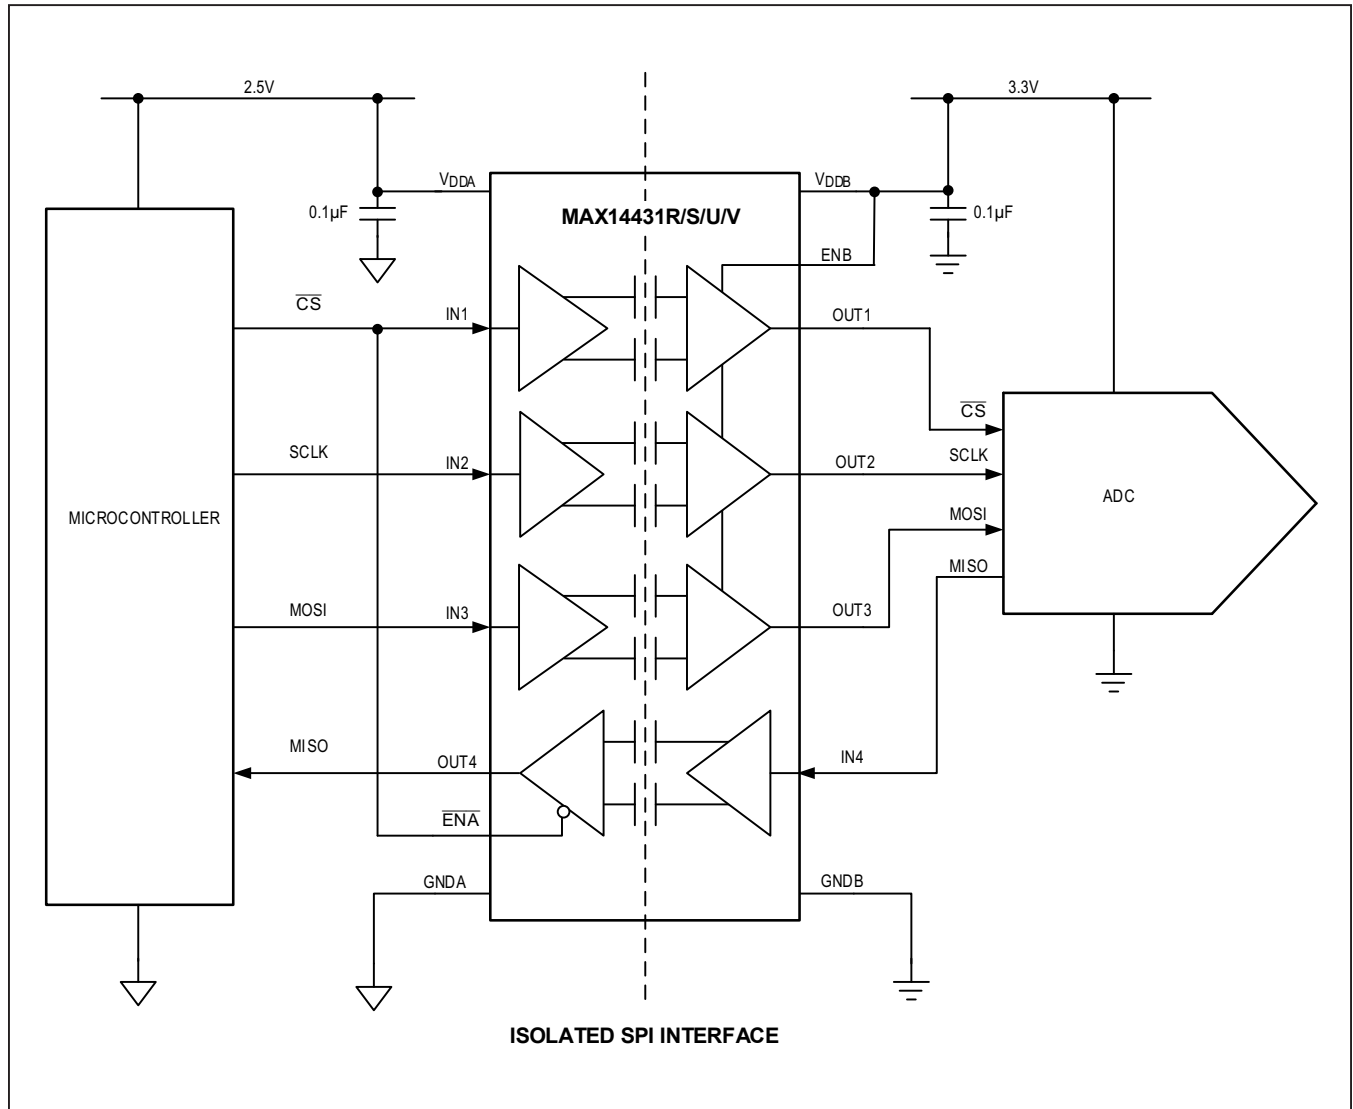 2.5V
3.3V
VDDA
VDDB
0.1µF
0.1µF
MAX14431R/S/U/V
ENB
CS
IN1
OUT1
CS
SCLK
IN2
OUT2
SCLK
MICROCONTROLLER
ADC
MOSI
MISO
MOSI
IN3
OUT3
MISO
OUT4
IN4
ENA
GNDA
GNDB
ISOLATED SPI INTERFACE